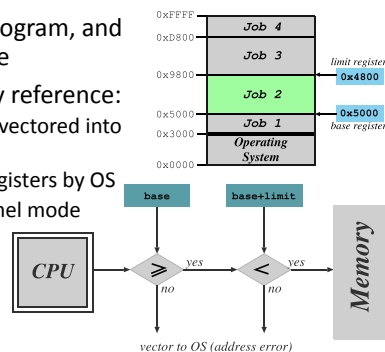 rogram, and
e
y reference:
vectored into
gisters by OS
nel mode
0xFFFF
Job 4
0xD800
Job 3
limit register
0x9800
0x4800
Job 2
0x5000
0x5000
Job 1
base register
0x3000
Operating
System
0x0000
base
base+limit
CPU
≥
yes
<
yes
Memory
no
no
vector to OS (address error)